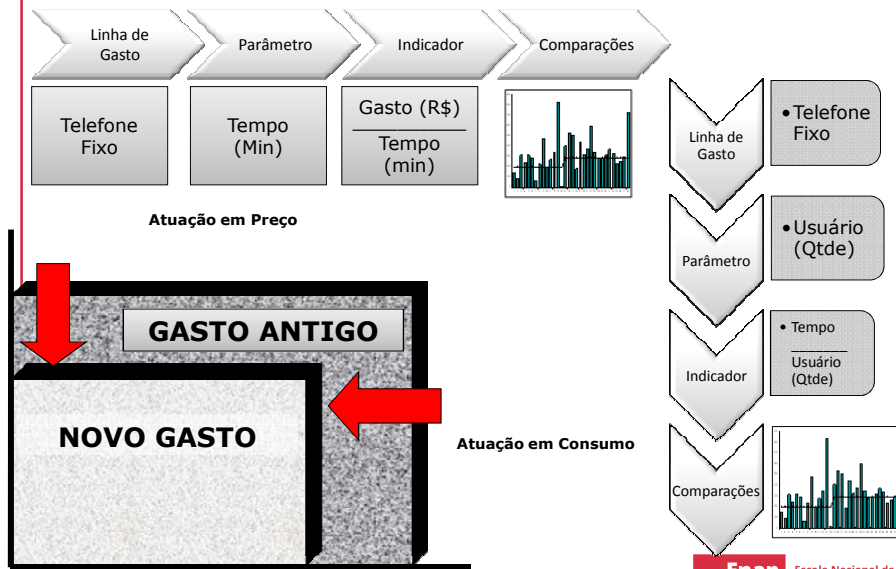 Linha de
Gasto
Parâmetro
Indicador
Comparações
Telefone
Fixo
Tempo
(Min)
Gasto (R$)
Tempo
(min)
Atuação em Preço
GASTO ANTIGO
NOVO GASTO
Atuação em Consumo
Linha de
Gasto
• Telefone
Fixo
Parâmetro
• Usuário
(Qtde)
Indicador
• Tempo
Usuário
(Qtde)
Comparações